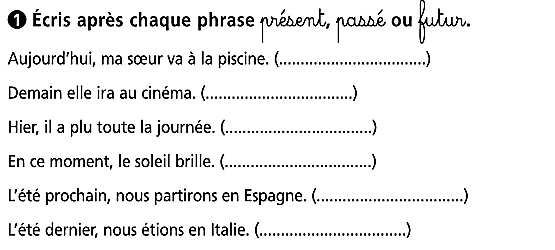 ❶ Écris après chaque phrase présent, passé ou futur.
Aujourd'hui, ma sœur va à la piscine. (..................................)
Demain elle ira au cinéma. (..................................)
Hier, il a plu toute la journée. (..................................)
En ce moment, le soleil brille. (..................................)
L'été prochain, nous partirons en Espagne. (..................................)
L'été dernier, nous étions en Italie. (..................................)